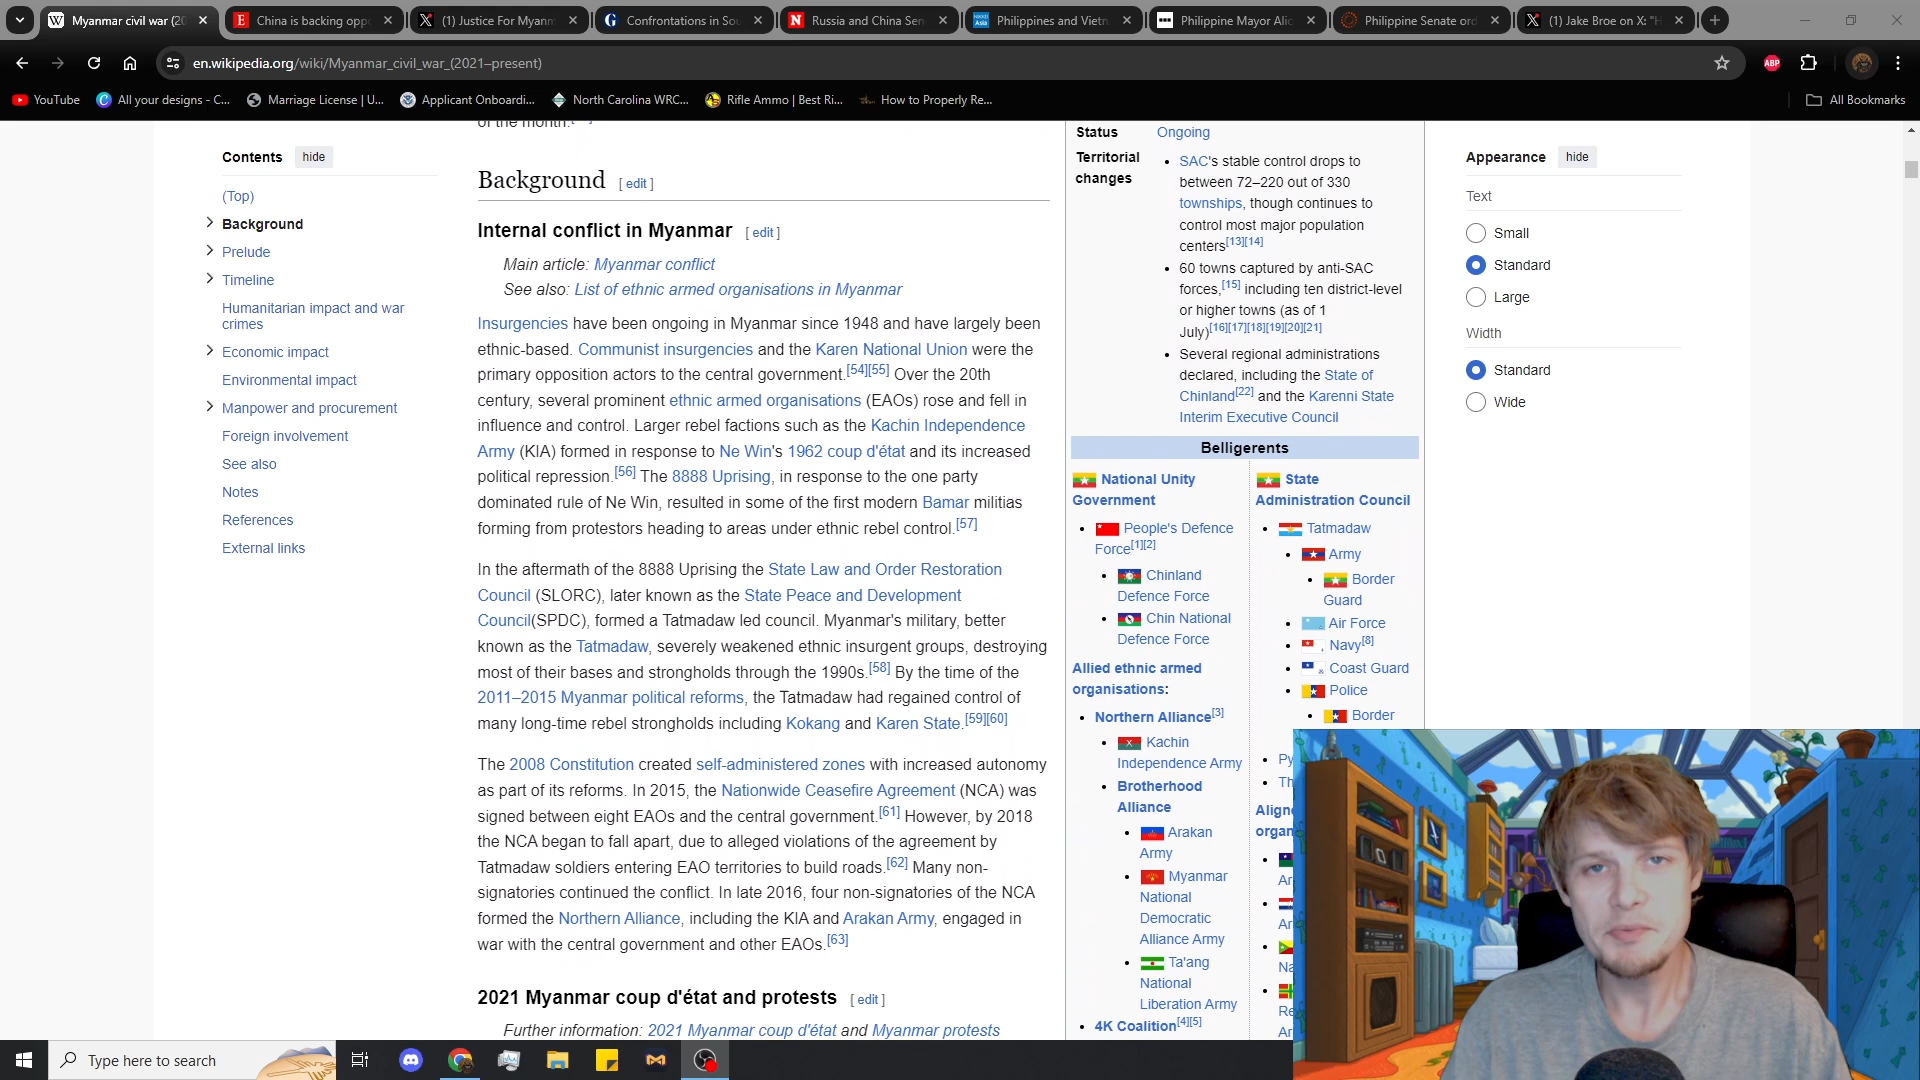 Myanmar civil war (20
China is backing oppo
(1) Justice For Myanm
Confrontations in Sou
Russia and China Sen
Philippines and Vietn
Philippine Mayor Alic
Philippine Senate ord
(1) Jake Broe on X: "H
en.wikipedia.org/wiki/Myanmar_civil_war_(2021–present)
ABP
YouTube
All your designs - C...
Marriage License | U...
Applicant Onboardi...
North Carolina WRC...
Rifle Ammo | Best Ri...
How to Properly Re...
All Bookmarks
Contents hide
(Top)
Background
Prelude
Timeline
Humanitarian impact and war
crimes
Economic impact
Environmental impact
Manpower and procurement
Foreign involvement
See also
Notes
References
External links
of the month.
Background [ edit ]
Internal conflict in Myanmar [ edit ]
Main article: Myanmar conflict
See also: List of ethnic armed organisations in Myanmar
Insurgencies have been ongoing in Myanmar since 1948 and have largely been
ethnic-based. Communist insurgencies and the Karen National Union were the
primary opposition actors to the central government.[54][55] Over the 20th
century, several prominent ethnic armed organisations (EAOs) rose and fell in
influence and control. Larger rebel factions such as the Kachin Independence
Army (KIA) formed in response to Ne Win's 1962 coup d'état and its increased
political repression.[56] The 8888 Uprising, in response to the one party
dominated rule of Ne Win, resulted in some of the first modern Bamar militias
forming from protestors heading to areas under ethnic rebel control.[57]
In the aftermath of the 8888 Uprising the State Law and Order Restoration
Council (SLORC), later known as the State Peace and Development
Council(SPDC), formed a Tatmadaw led council. Myanmar's military, better
known as the Tatmadaw, severely weakened ethnic insurgent groups, destroying
most of their bases and strongholds through the 1990s.[58] By the time of the
2011–2015 Myanmar political reforms, the Tatmadaw had regained control of
many long-time rebel strongholds including Kokang and Karen State.[59][60]
The 2008 Constitution created self-administered zones with increased autonomy
as part of its reforms. In 2015, the Nationwide Ceasefire Agreement (NCA) was
signed between eight EAOs and the central government.[61] However, by 2018
the NCA began to fall apart, due to alleged violations of the agreement by
Tatmadaw soldiers entering EAO territories to build roads.[62] Many non-
signatories continued the conflict. In late 2016, four non-signatories of the NCA
formed the Northern Alliance, including the KIA and Arakan Army, engaged in
war with the central government and other EAOs.[63]
2021 Myanmar coup d'état and protests [ edit ]
Further information: 2021 Myanmar coup d'état and Myanmar protests
Status Ongoing
Territorial
changes
SAC's stable control drops to
between 72–220 out of 330
townships, though continues to
control most major population
centers[13][14]
60 towns captured by anti-SAC
forces,[15] including ten district-level
or higher towns (as of 1
July)[16][17][18][19][20][21]
Several regional administrations
declared, including the State of
Chinland[22] and the Karenni State
Interim Executive Council
Belligerents
National Unity
Government
People's Defence
Force[1][2]
Chinland
Defence Force
Chin National
Defence Force
Allied ethnic armed
organisations:
Northern Alliance[3]
Kachin
Independence Army
Brotherhood
Alliance
Arakan
Army
Myanmar
National
Democratic
Alliance Army
Ta'ang
National
Liberation Army
4K Coalition[4][5]
State
Administration Council
Tatmadaw
Army
Border
Guard
Air Force
Navy[8]
Coast Guard
Police
Border
Py
Th
Align
orga
Ar
Ar
Na
Re
Ar
Appearance hide
Text
Small
Standard
Large
Width
Standard
Wide
Type here to search